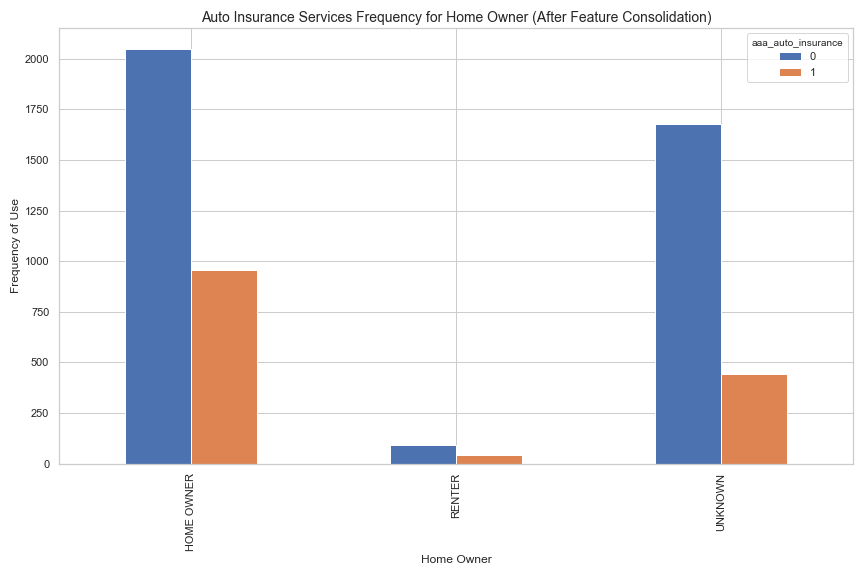 Auto Insurance Services Frequency for Home Owner (After Feature Consolidation)
aaa_auto_insurance
0
1
2000
1750
1500
1250
1000
750
500
250
0
Frequency of Use
HOME OWNER
RENTER
UNKNOWN
Home Owner